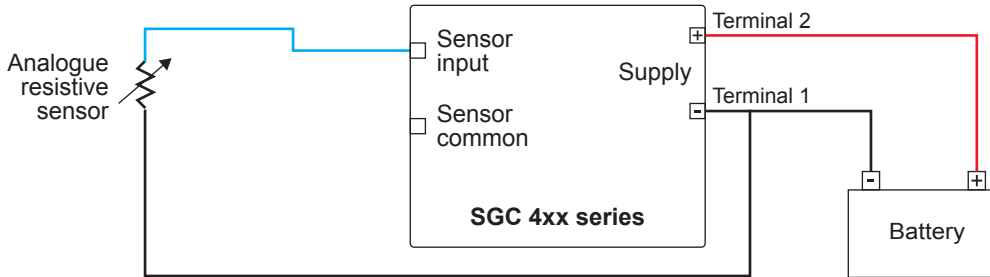 Analogue
resistive
sensor
Sensor
input
Sensor
common
Supply
+
-
Terminal 2
Terminal 1
SGC 4xx series
-
+
Battery